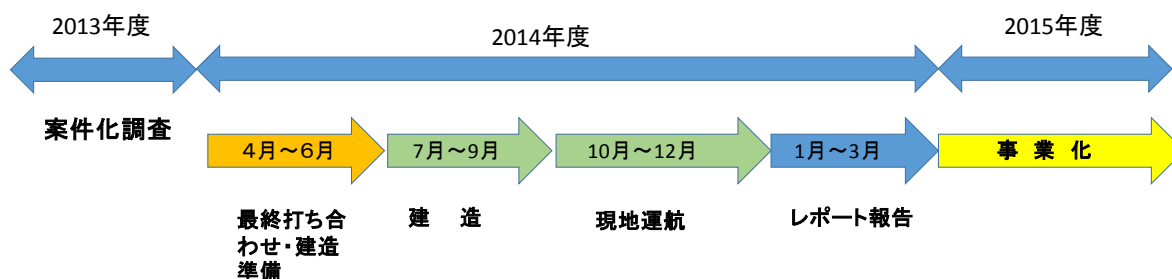 2013年度
2014年度
2015年度
案件化調査
4月～6月
7月～9月
10月～12月
1月～3月
事 業 化
最終打ち合
わせ・建造
準備
建 造
現地運航
レポート報告